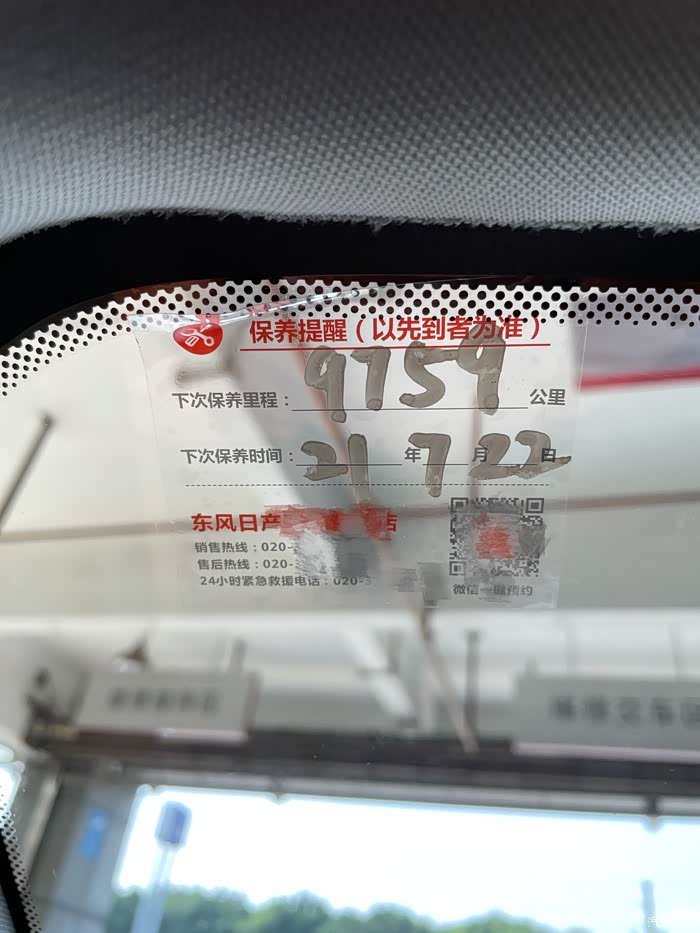 保养提醒（以先到者为准）
下次保养里程：9759公里
下次保养时间：21年7月22日
东风日产 店
销售热线：020-
售后热线：020-
24小时紧急救援电话：020-3
微信一键预约